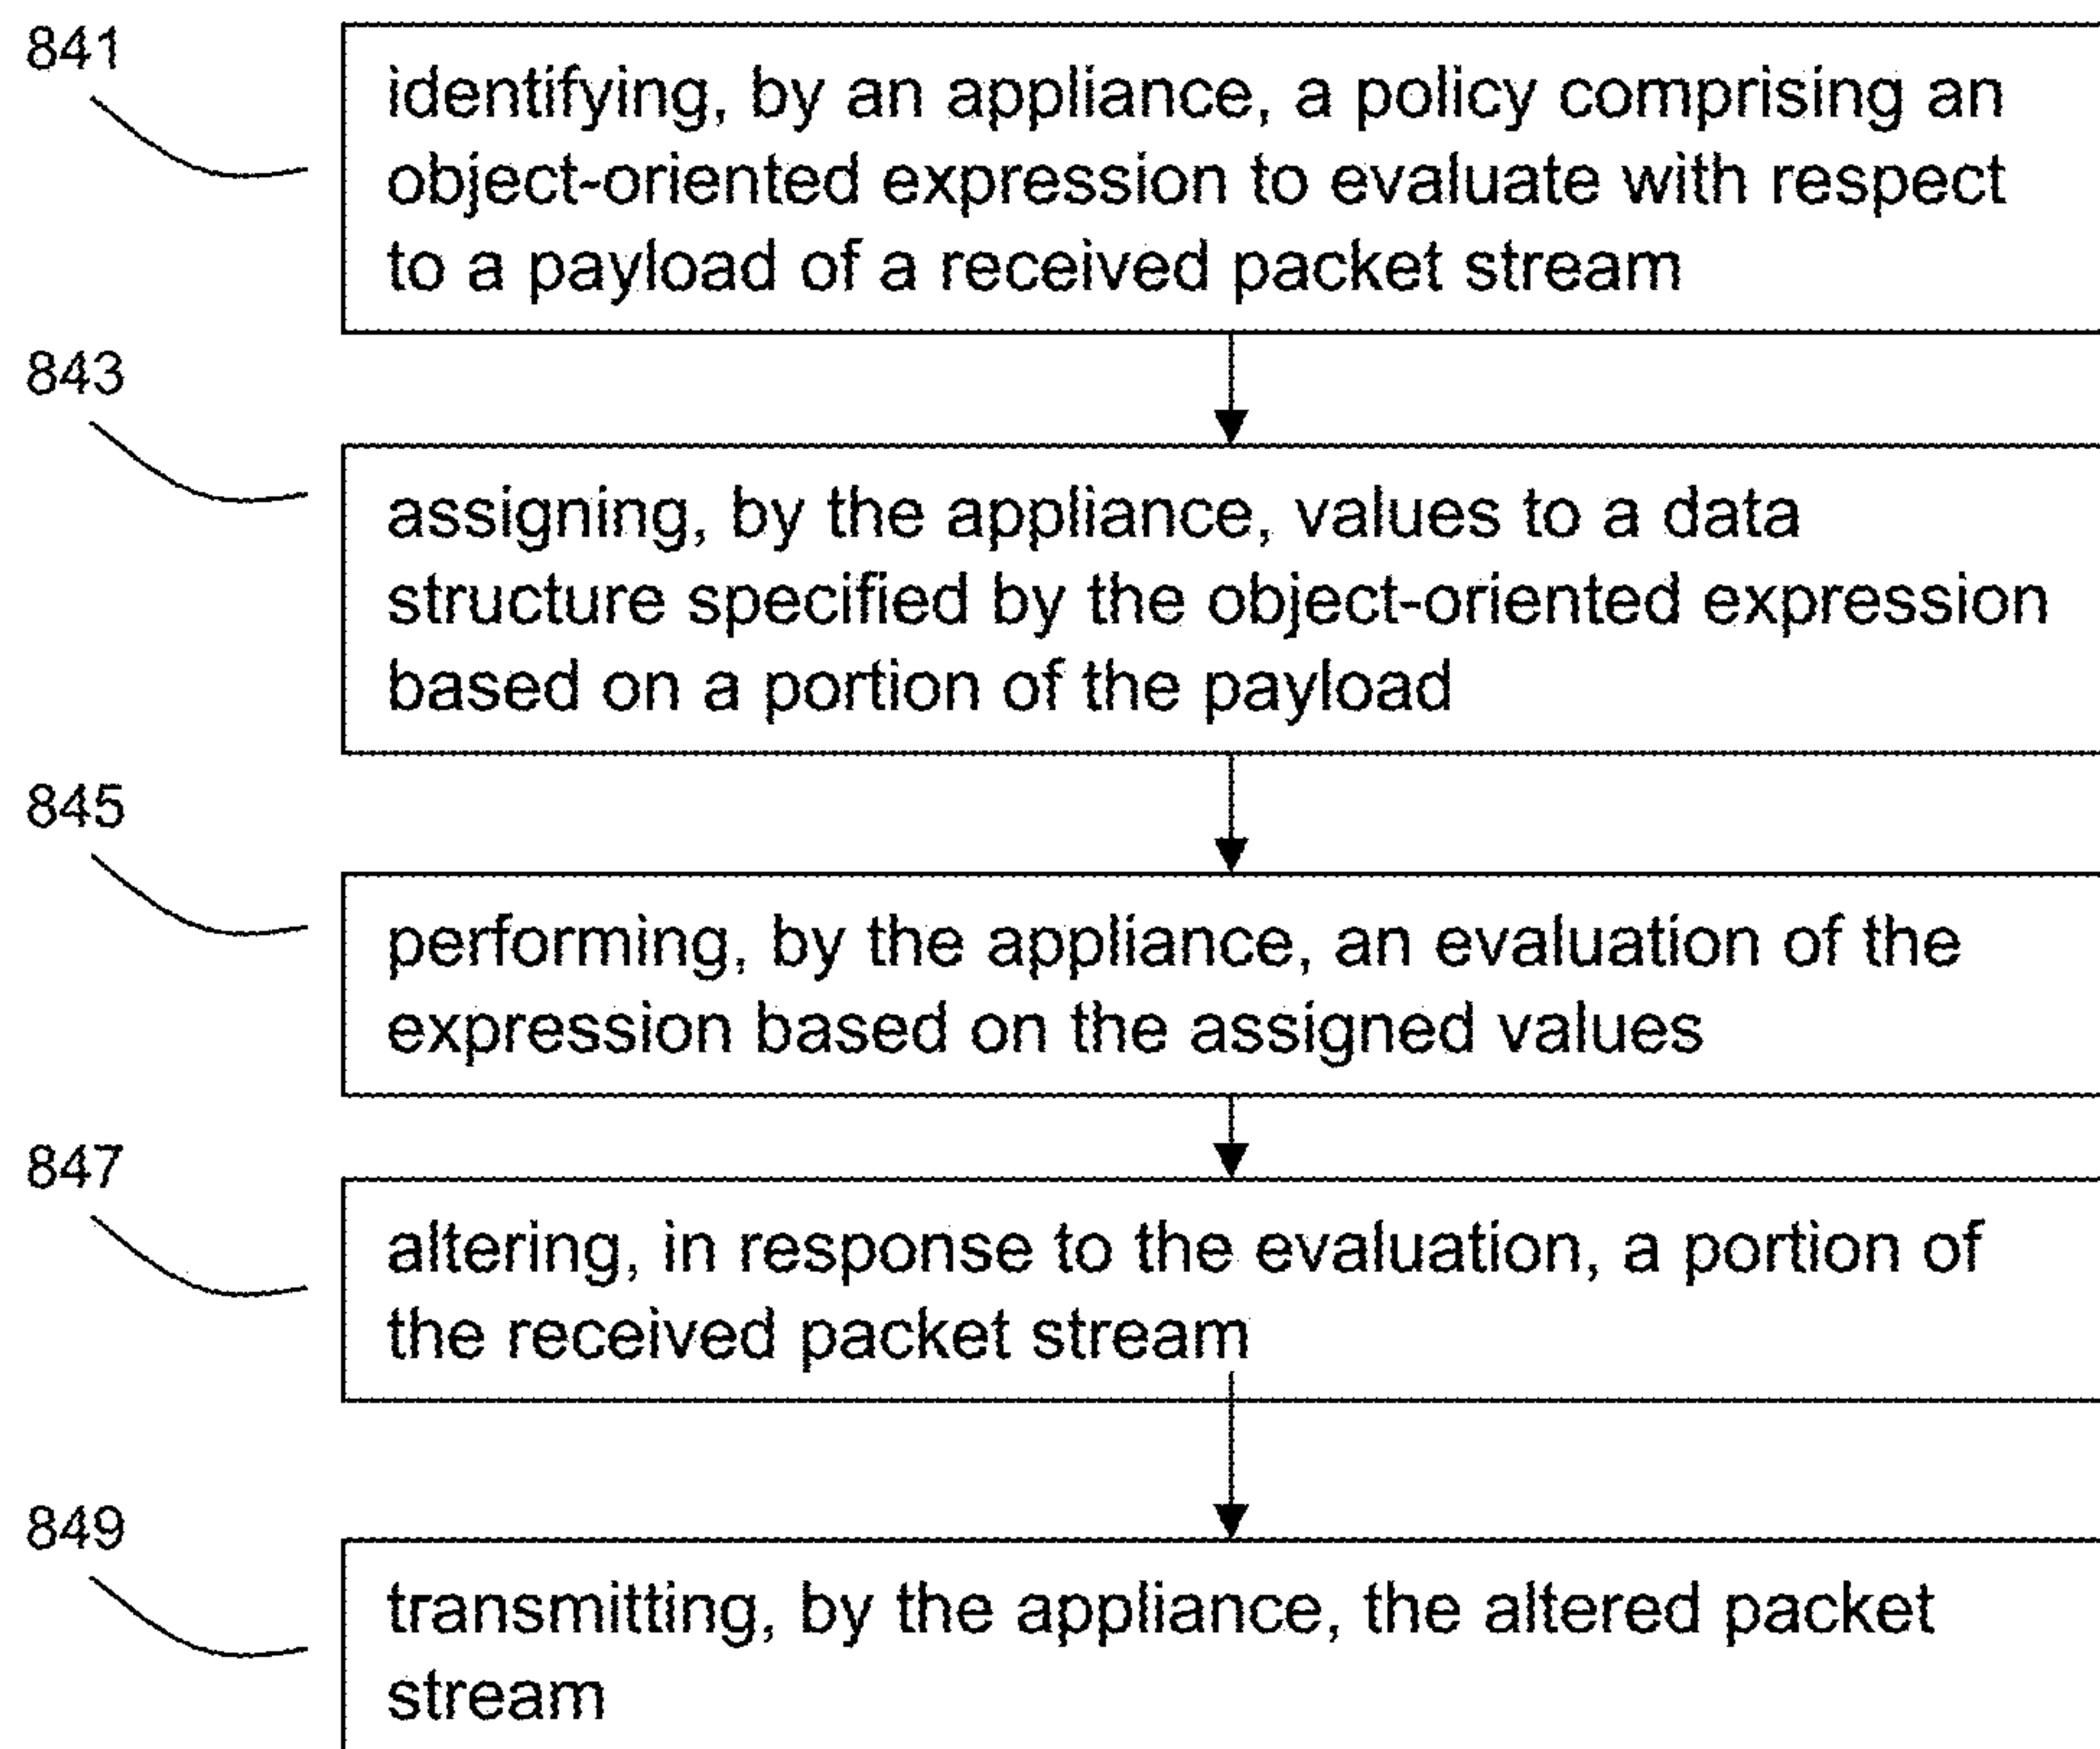 841
identifying, by an appliance, a policy comprising an
object-oriented expression to evaluate with respect
to a payload of a received packet stream
843
assigning, by the appliance, values to a data
structure specified by the object-oriented expression
based on a portion of the payload
845
performing, by the appliance, an evaluation of the
expression based on the assigned values
847
altering, in response to the evaluation, a portion of
the received packet stream
849
transmitting, by the appliance, the altered packet
stream